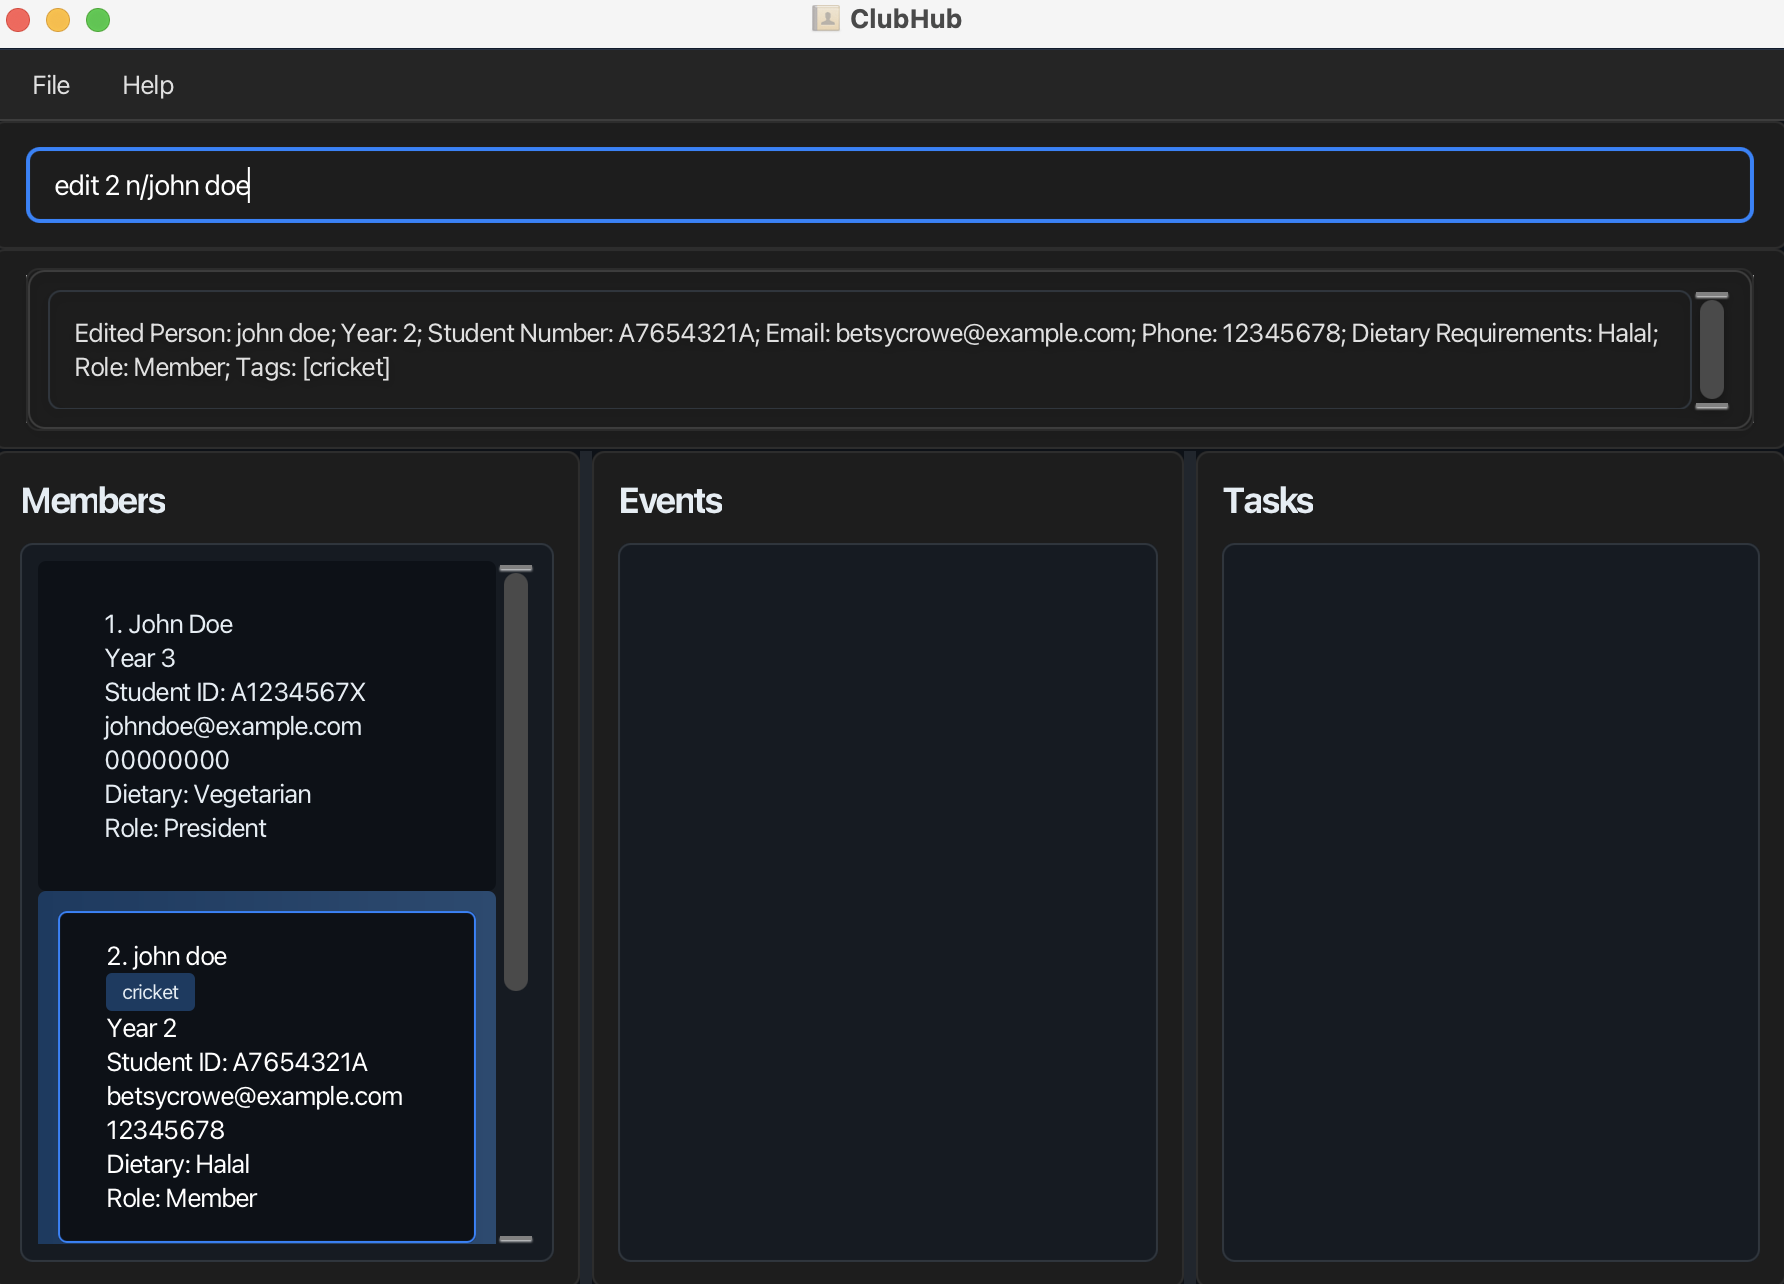 ClubHub
File Help
edit 2 n/john doe
Edited Person: john doe; Year: 2; Student Number: A7654321A; Email: betsycrowe@example.com; Phone: 12345678; Dietary Requirements: Halal;
Role: Member; Tags: [cricket]
Members
1. John Doe
Year 3
Student ID: A1234567X
johndoe@example.com
00000000
Dietary: Vegetarian
Role: President
2. john doe
cricket
Year 2
Student ID: A7654321A
betsycrowe@example.com
12345678
Dietary: Halal
Role: Member
Events
Tasks